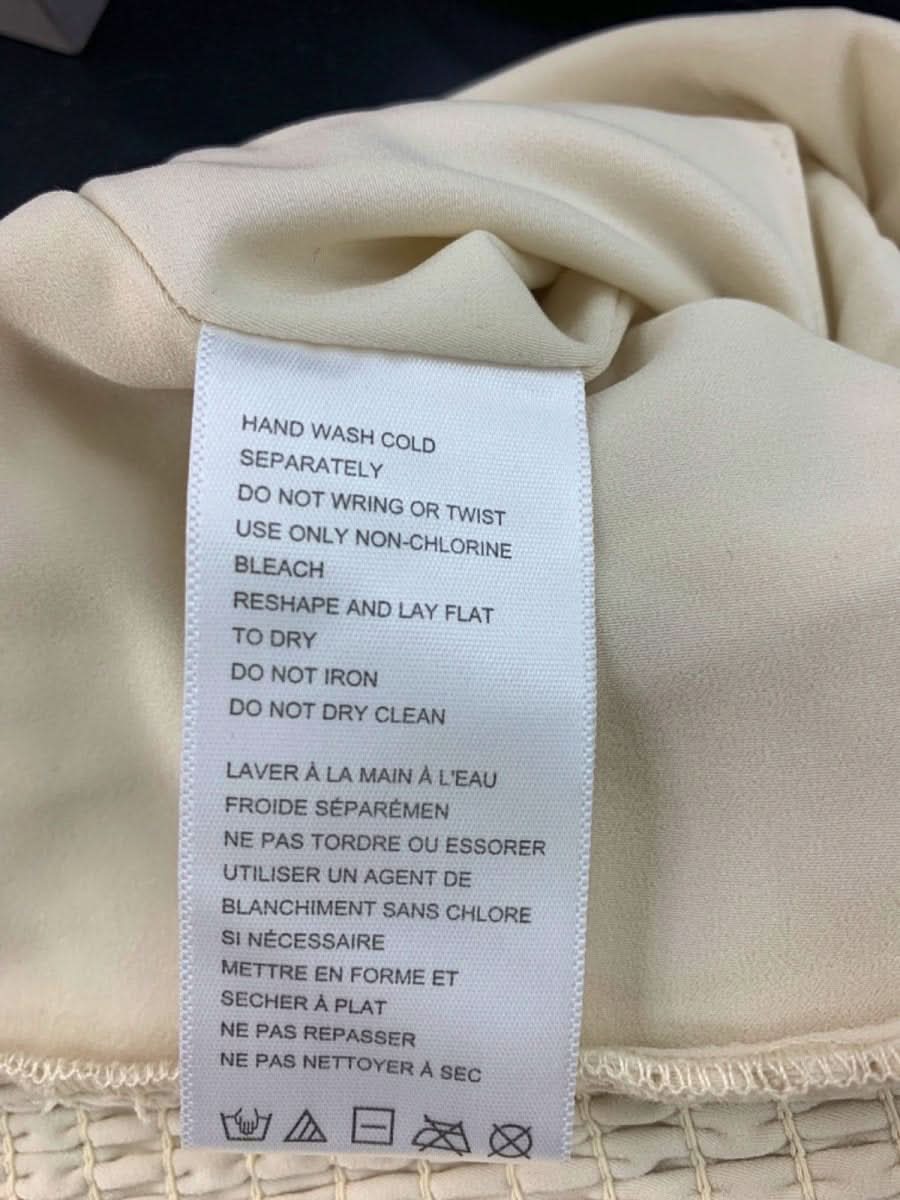 HAND WASH COLD
SEPARATELY
DO NOT WRING OR TWIST
USE ONLY NON-CHLORINE
BLEACH
RESHAPE AND LAY FLAT
TO DRY
DO NOT IRON
DO NOT DRY CLEAN
LAVER À LA MAIN À L'EAU
FROIDE SÉPARÉMEN
NE PAS TORDRE OU ESSORER
UTILISER UN AGENT DE
BLANCHIMENT SANS CHLORE
SI NÉCESSAIRE
METTRE EN FORME ET
SECHER À PLAT
NE PAS REPASSER
NE PAS NETTOYER À SEC